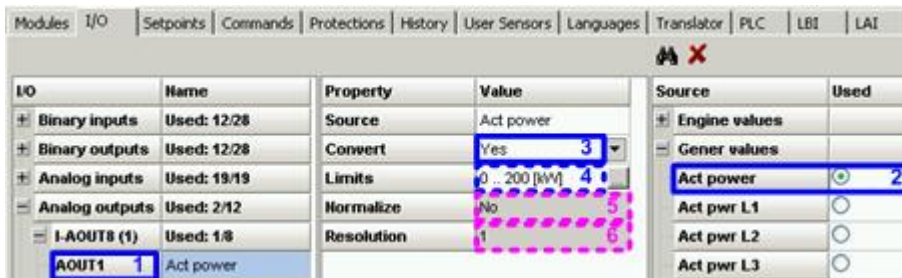 Modules I/O Setpoints Commands Protections History User Sensors Languages Translator PLC LBI LAI
I/O Name Property Value Source Used
Binary inputs Used: 12/28 Source Act power Engine values
Binary outputs Used: 12/28 Convert Yes 3 Gener values
Analog inputs Used: 19/19 Limits 0 .. 200 [kW] 4 Act power 2
Analog outputs Used: 2/12 Normalize No 5 Act pwr L1
I-AOUT8 (1) Used: 1/8 Resolution 1 6 Act pwr L2
AOUT1 1 Act power Act pwr L3